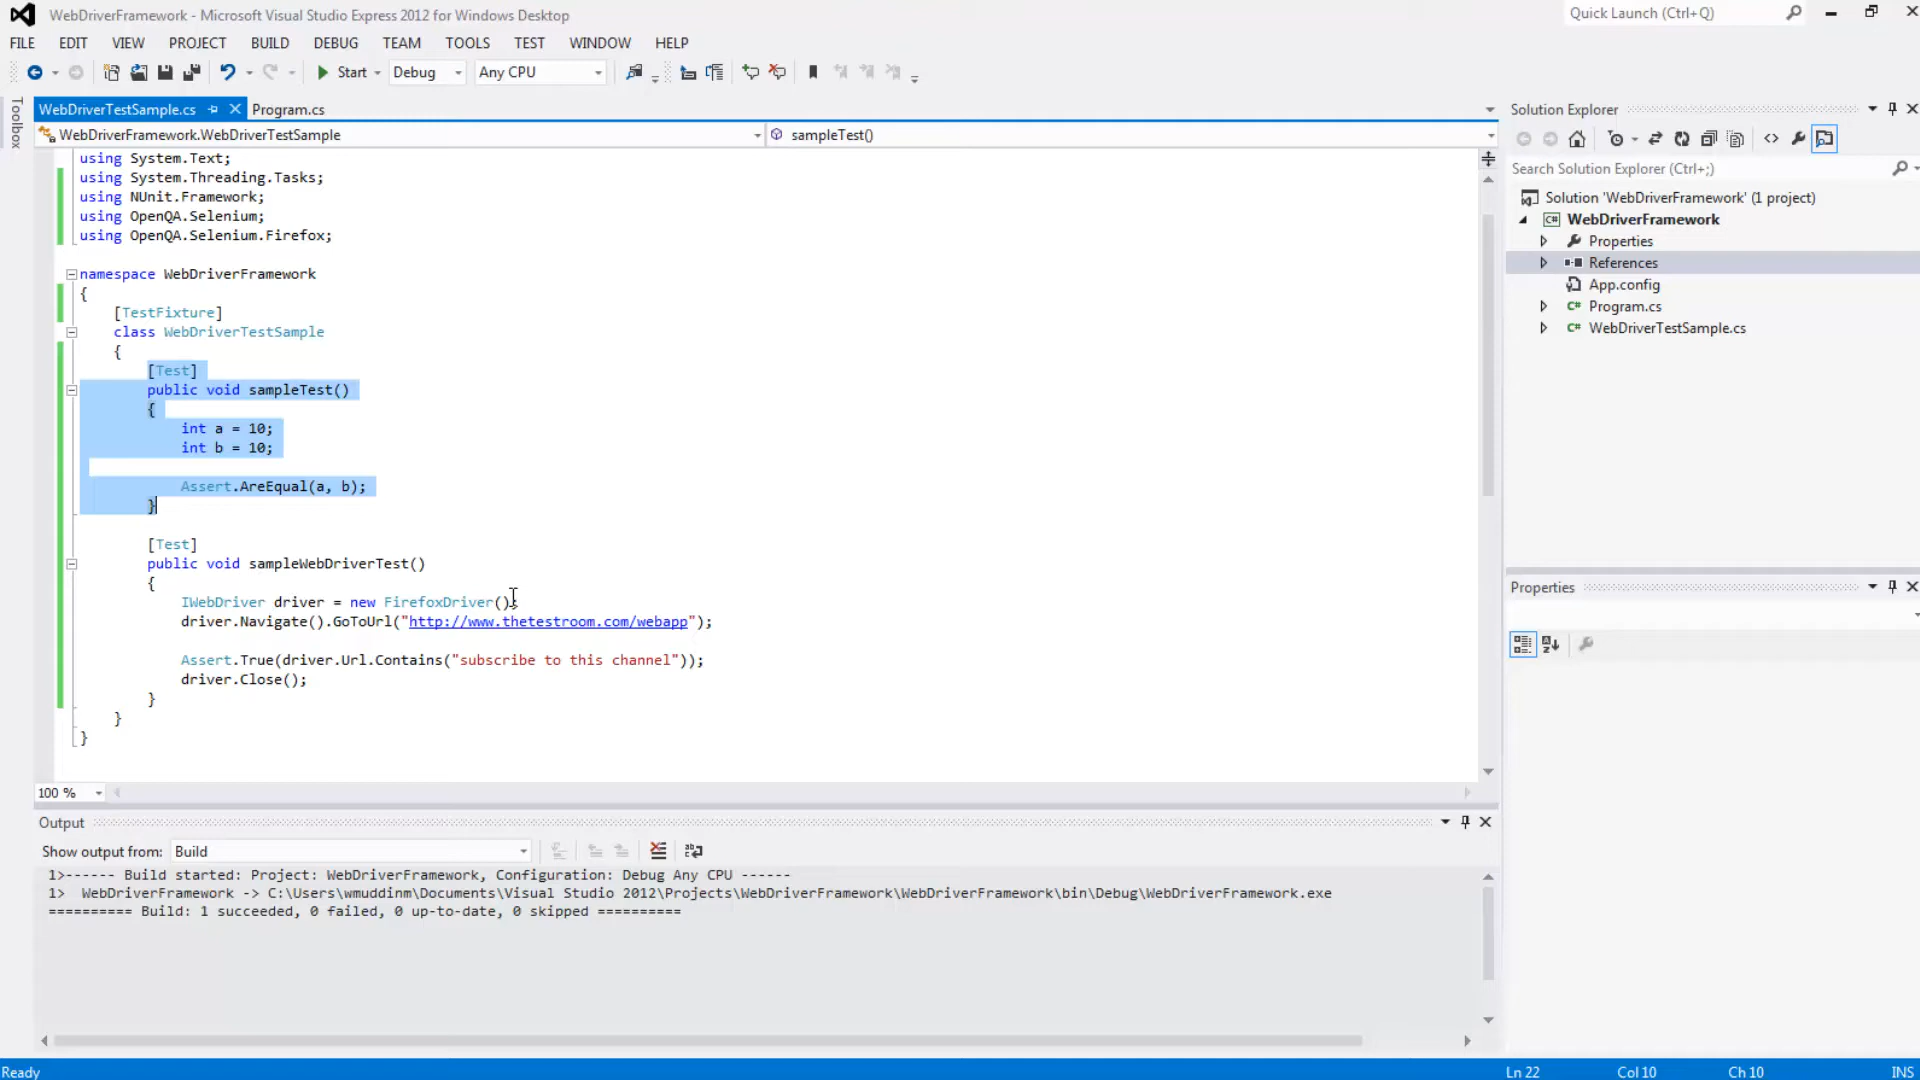 WebDriverFramework - Microsoft Visual Studio Express 2012 for Windows Desktop
Quick Launch (Ctrl+Q)
FILE EDIT VIEW PROJECT BUILD DEBUG TEAM TOOLS TEST WINDOW HELP
Start Debug Any CPU
Toolbox
WebDriverTestSample.cs Program.cs
WebDriverFramework.WebDriverTestSample sampleTest()
using System.Text;
using System.Threading.Tasks;
using NUnit.Framework;
using OpenQA.Selenium;
using OpenQA.Selenium.Firefox;
namespace WebDriverFramework
{
[TestFixture]
class WebDriverTestSample
{
[Test]
public void sampleTest()
{
int a = 10;
int b = 10;
Assert.AreEqual(a, b);
}
[Test]
public void sampleWebDriverTest()
{
IWebDriver driver = new FirefoxDriver();
driver.Navigate().GoToUrl("http://www.thetestroom.com/webapp");
Assert.True(driver.Url.Contains("subscribe to this channel"));
driver.Close();
}
}
}
100 %
Output
Show output from: Build
1>------ Build started: Project: WebDriverFramework, Configuration: Debug Any CPU ------
1> WebDriverFramework -> C:\Users\wmuddinm\Documents\Visual Studio 2012\Projects\WebDriverFramework\WebDriverFramework\bin\Debug\WebDriverFramework.exe
========== Build: 1 succeeded, 0 failed, 0 up-to-date, 0 skipped ==========
Solution Explorer
Search Solution Explorer (Ctrl+;)
Solution 'WebDriverFramework' (1 project)
C# WebDriverFramework
Properties
References
App.config
C# Program.cs
C# WebDriverTestSample.cs
Properties
Ready Ln 22 Col 10 Ch 10 INS